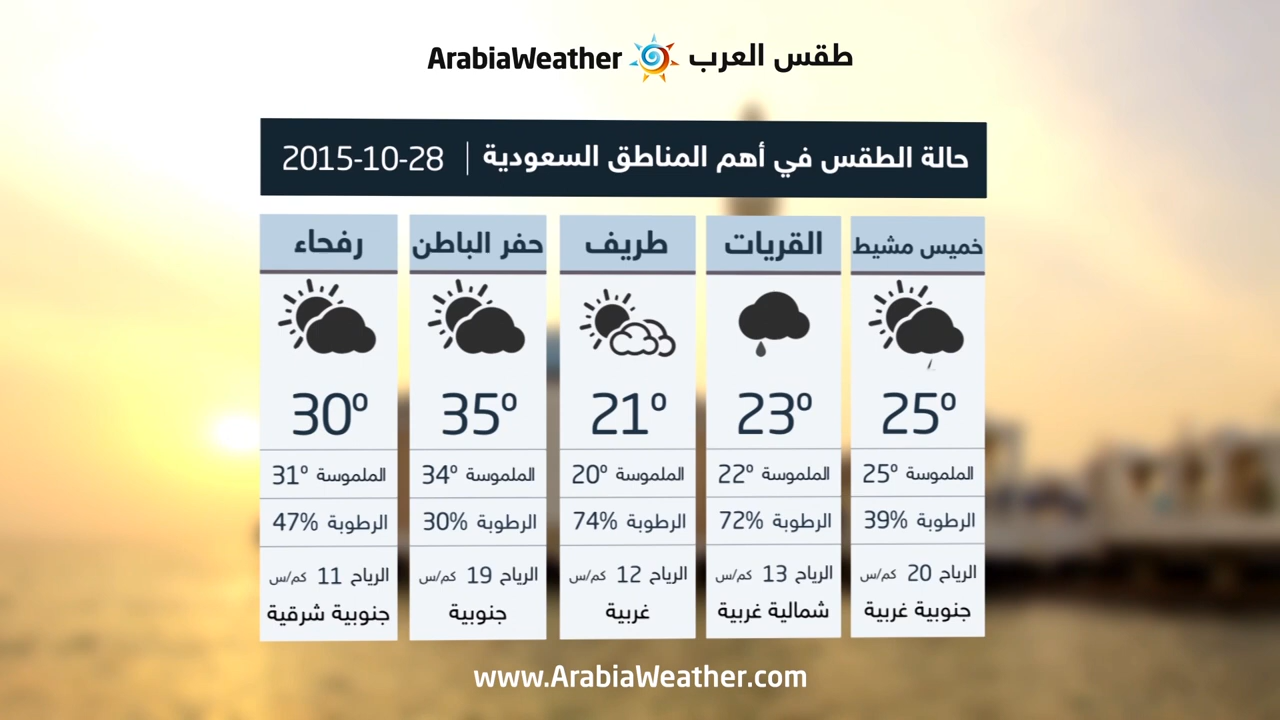 طقس العرب ArabiaWeather
حالة الطقس في أهم المناطق السعودية | 28-10-2015
خميس مشيط
25°
الملموسة 25°
الرطوبة 39%
الرياح 20 كم/س
جنوبية غربية
القريات
23°
الملموسة 22°
الرطوبة 72%
الرياح 13 كم/س
شمالية غربية
طريف
21°
الملموسة 20°
الرطوبة 74%
الرياح 12 كم/س
غربية
حفر الباطن
35°
الملموسة 34°
الرطوبة 30%
الرياح 19 كم/س
جنوبية
رفحاء
30°
الملموسة 31°
الرطوبة 47%
الرياح 11 كم/س
جنوبية شرقية
www.ArabiaWeather.com